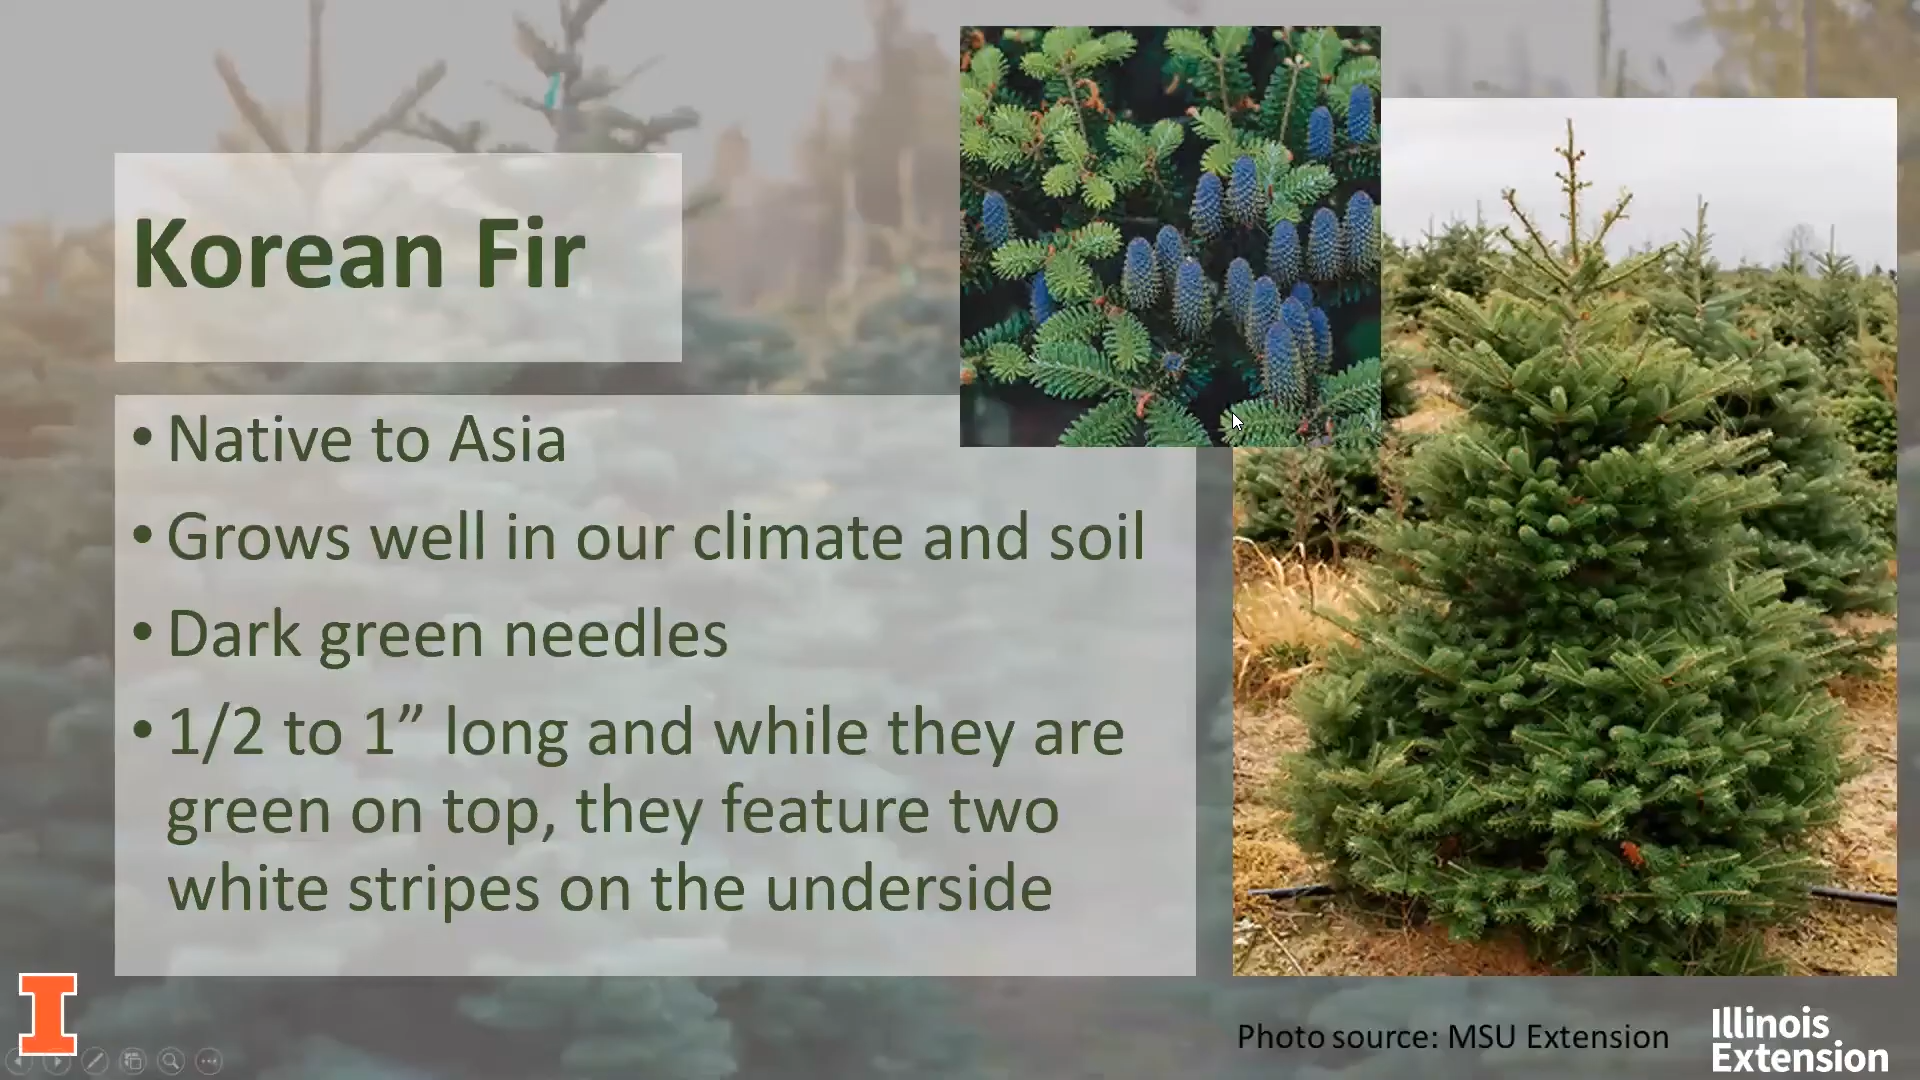 Korean Fir
• Native to Asia
• Grows well in our climate and soil
• Dark green needles
• 1/2 to 1” long and while they are
green on top, they feature two
white stripes on the underside
Photo source: MSU Extension
I
Illinois
Extension